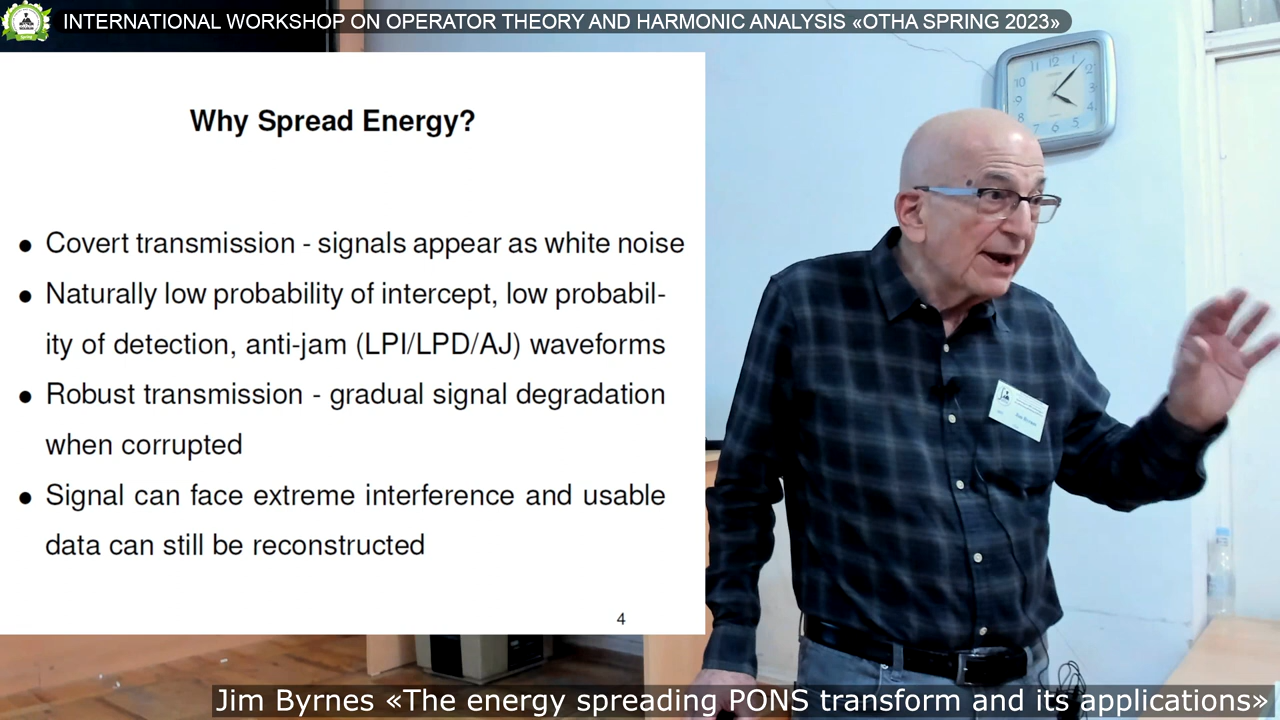 INTERNATIONAL WORKSHOP ON OPERATOR THEORY AND HARMONIC ANALYSIS «OTHA SPRING 2023»
Why Spread Energy?
● Covert transmission - signals appear as white noise
● Naturally low probability of intercept, low probabil-
ity of detection, anti-jam (LPI/LPD/AJ) waveforms
● Robust transmission - gradual signal degradation
when corrupted
● Signal can face extreme interference and usable
data can still be reconstructed
4
Jim Byrnes «The energy spreading PONS transform and its applications»